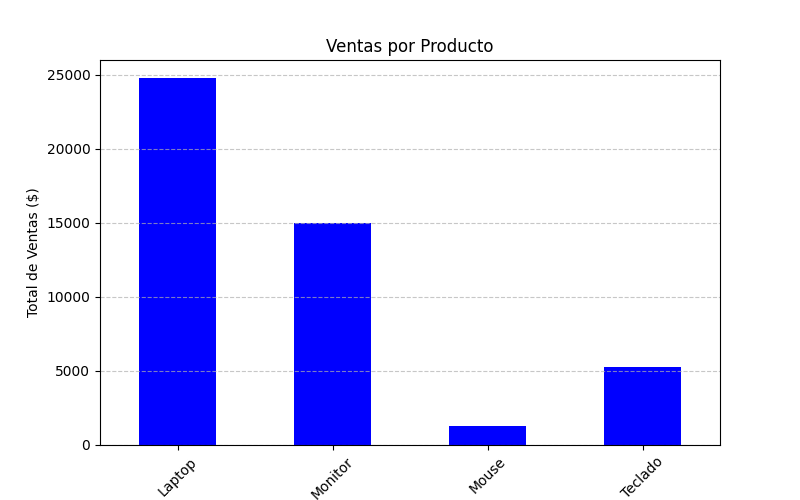 Ventas por Producto
Total de Ventas ($)
25000
20000
15000
10000
5000
0
Laptop
Monitor
Mouse
Teclado